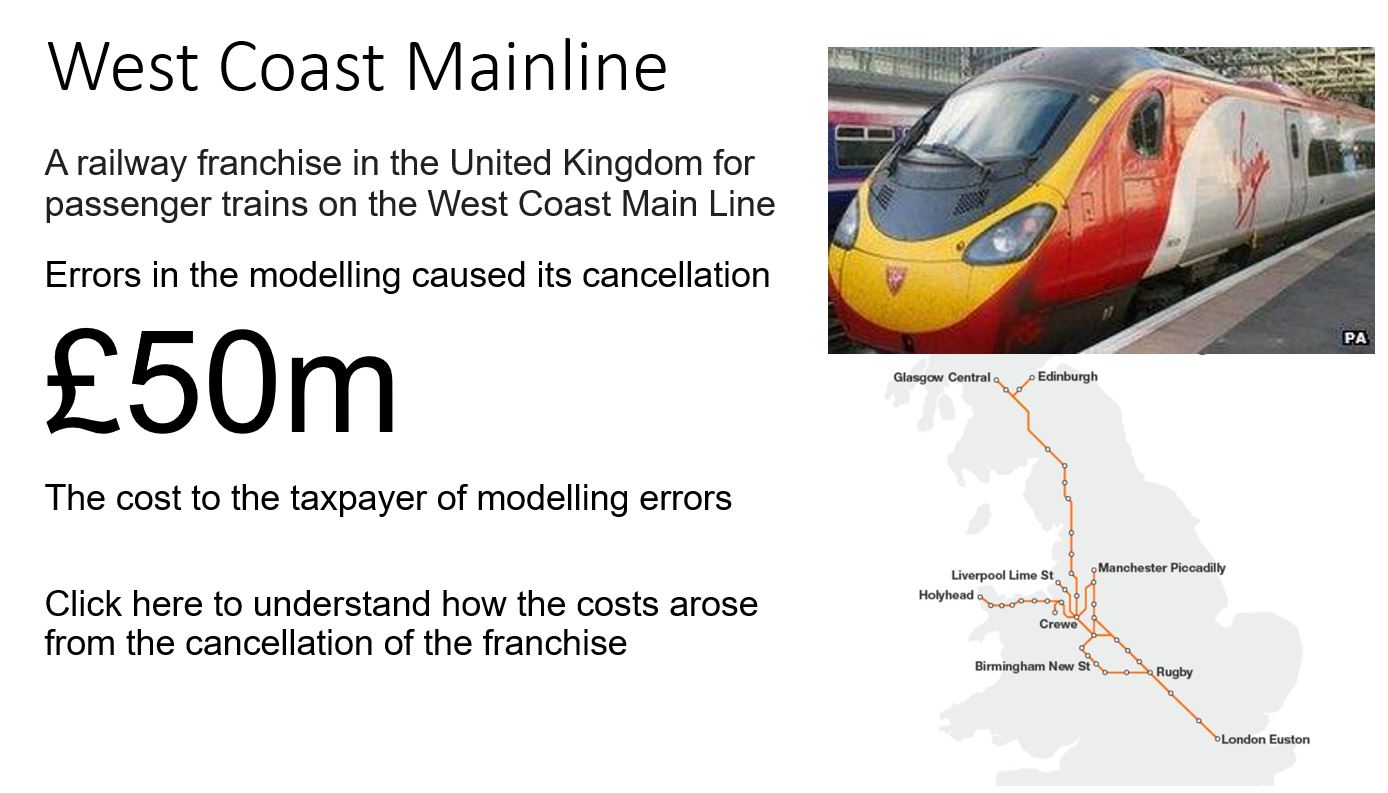 West Coast Mainline
A railway franchise in the United Kingdom for
passenger trains on the West Coast Main Line
Errors in the modelling caused its cancellation
£50m
The cost to the taxpayer of modelling errors
Click here to understand how the costs arose
from the cancellation of the franchise
Virgin
PA
Glasgow Central
Edinburgh
Manchester Piccadilly
Liverpool Lime St
Holyhead
Crewe
Birmingham New St
Rugby
London Euston